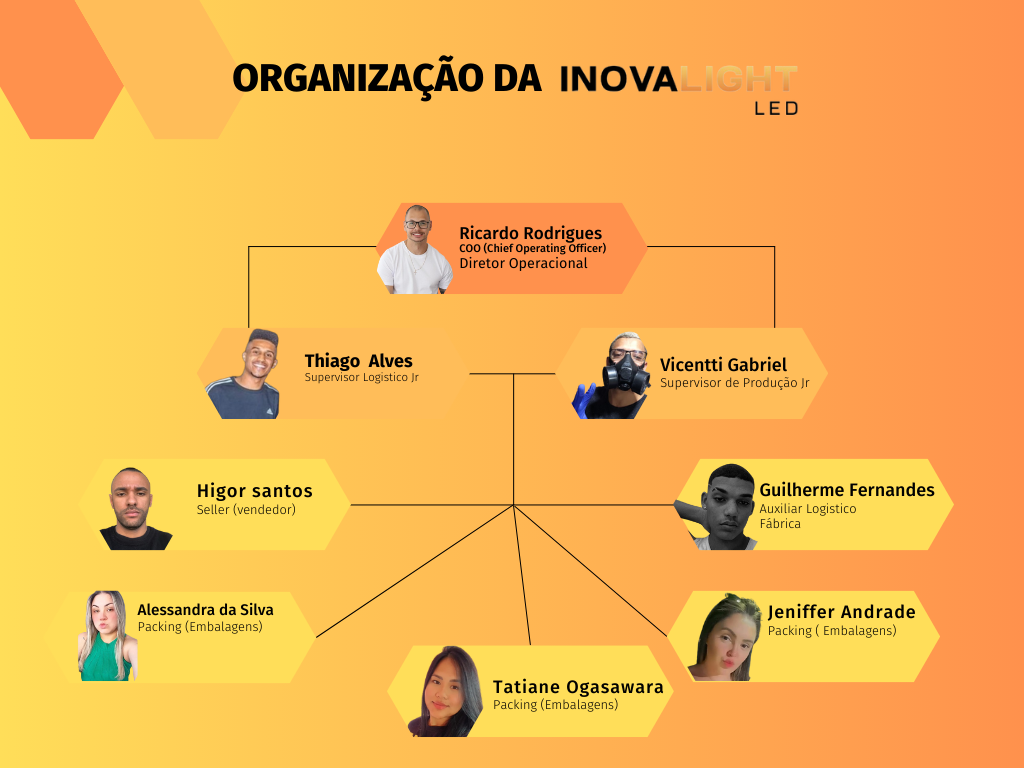 ORGANIZAÇÃO DA INOVALIGHT
LED
Ricardo Rodrigues
COO (Chief Operating Officer)
Diretor Operacional
Thiago Alves
Supervisor Logistico Jr
Vicentti Gabriel
Supervisor de Produção Jr
Higor santos
Seller (vendedor)
Guilherme Fernandes
Auxiliar Logistico
Fábrica
Alessandra da Silva
Packing (Embalagens)
Jeniffer Andrade
Packing ( Embalagens)
Tatiane Ogasawara
Packing (Embalagens)